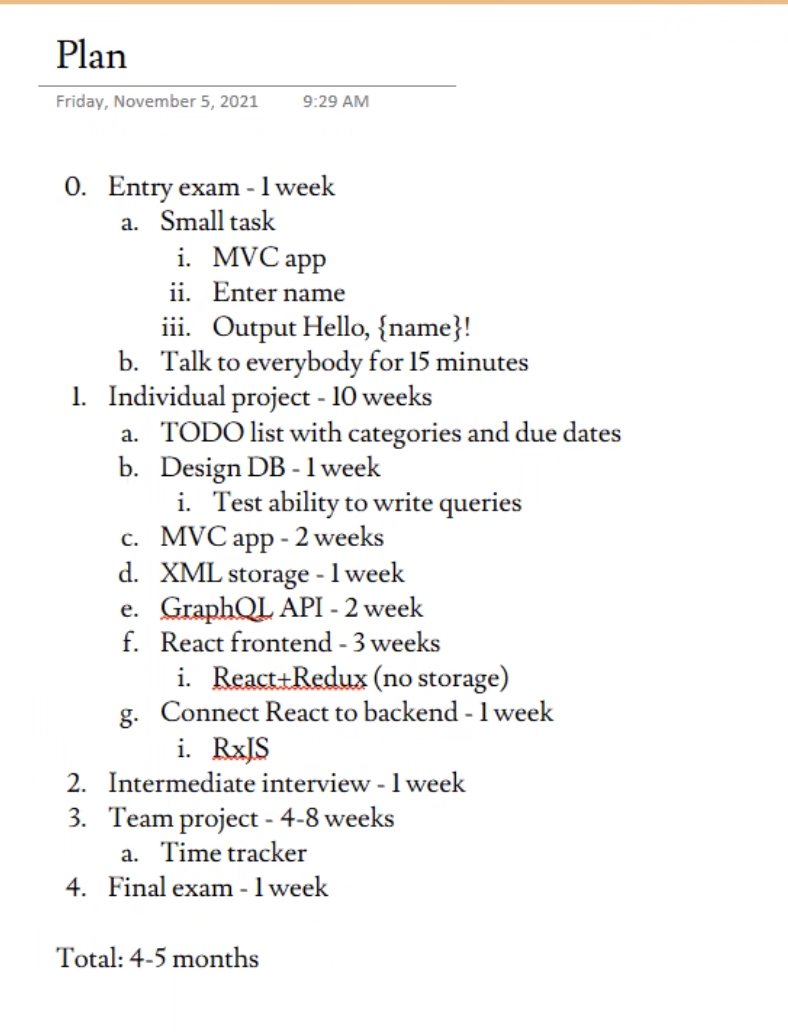 Plan
Friday, November 5, 2021 9:29 AM
0. Entry exam - 1 week
a. Small task
i. MVC app
ii. Enter name
iii. Output Hello, {name}!
b. Talk to everybody for 15 minutes
1. Individual project - 10 weeks
a. TODO list with categories and due dates
b. Design DB - 1 week
i. Test ability to write queries
c. MVC app - 2 weeks
d. XML storage - 1 week
e. GraphQL API - 2 week
f. React frontend - 3 weeks
i. React+Redux (no storage)
g. Connect React to backend - 1 week
i. RxJS
2. Intermediate interview - 1 week
3. Team project - 4-8 weeks
a. Time tracker
4. Final exam - 1 week
Total: 4-5 months